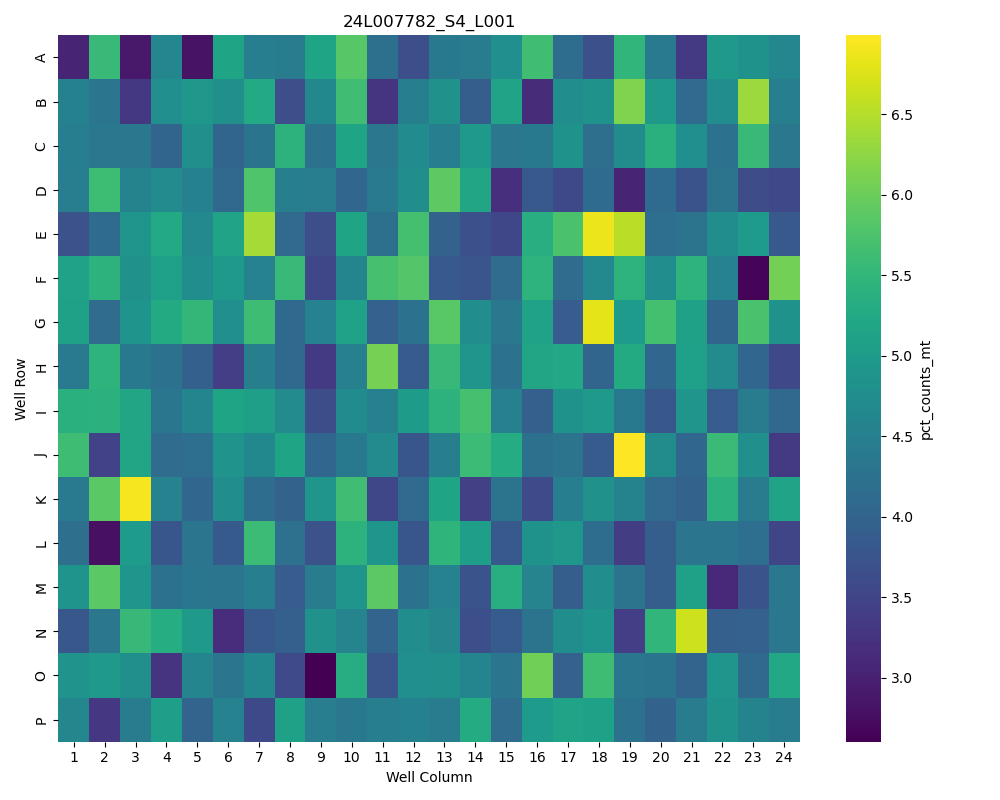 24L007782_S4_L001
A
B
C
D
E
F
G
H
I
J
K
L
M
N
O
P
Well Row
1 2 3 4 5 6 7 8 9 10 11 12 13 14 15 16 17 18 19 20 21 22 23 24
Well Column
6.5
6.0
5.5
5.0
4.5
4.0
3.5
3.0
pct_counts_mt